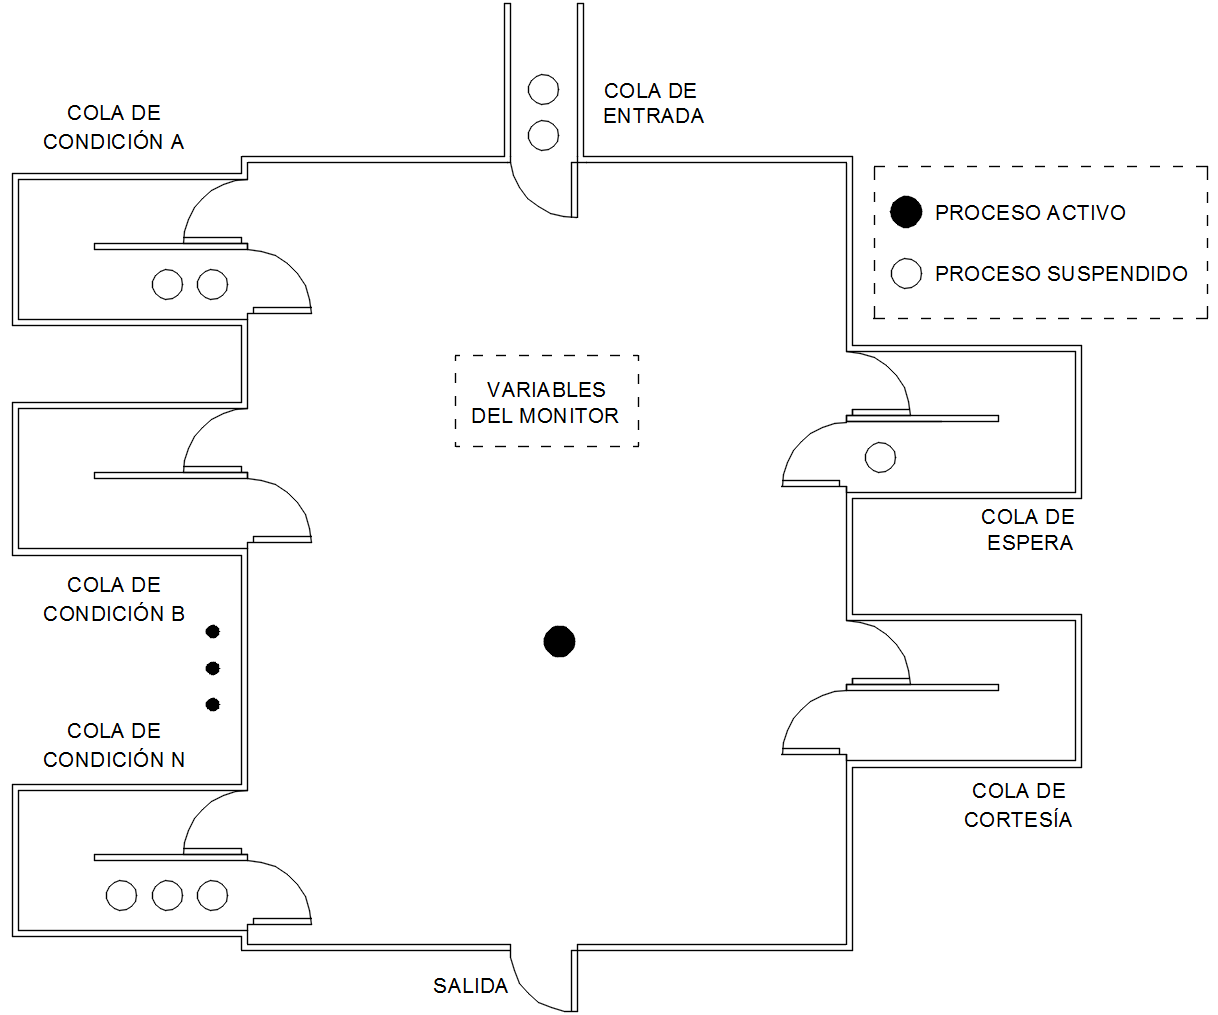 COLA DE
ENTRADA
COLA DE
CONDICIÓN A
PROCESO ACTIVO
PROCESO SUSPENDIDO
VARIABLES
DEL MONITOR
COLA DE
ESPERA
COLA DE
CONDICIÓN B
COLA DE
CONDICIÓN N
COLA DE
CORTESÍA
SALIDA